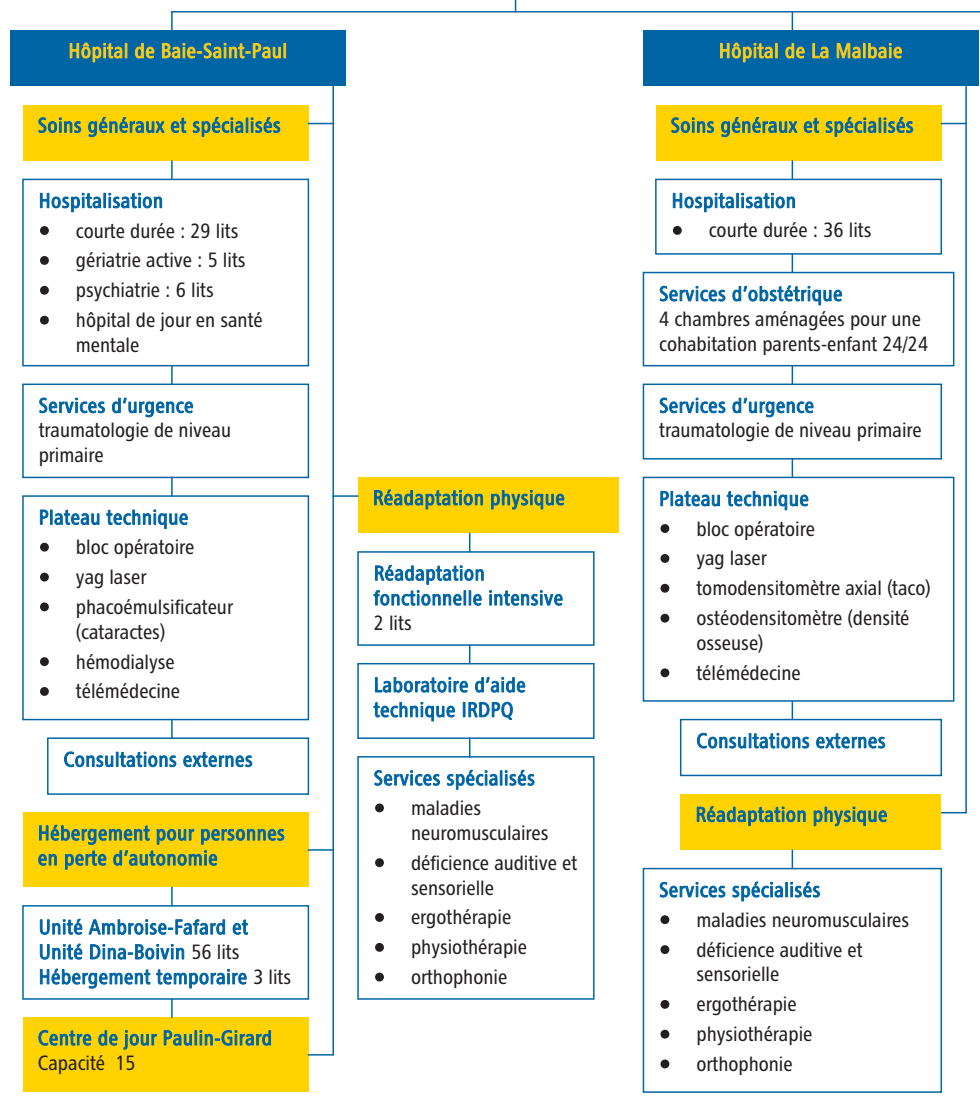 Hôpital de Baie-Saint-Paul
Soins généraux et spécialisés
Hospitalisation
• courte durée : 29 lits
• gériatrie active : 5 lits
• psychiatrie : 6 lits
• hôpital de jour en santé
mentale
Services d'urgence
traumatologie de niveau
primaire
Plateau technique
• bloc opératoire
• yag laser
• phacoémulsificateur
(cataractes)
• hémodialyse
• télémédecine
Consultations externes
Hébergement pour personnes
en perte d'autonomie
Unité Ambroise-Fafard et
Unité Dina-Boivin 56 lits
Hébergement temporaire 3 lits
Centre de jour Paulin-Girard
Capacité 15
Réadaptation physique
Réadaptation
fonctionnelle intensive
2 lits
Laboratoire d'aide
technique IRDPQ
Services spécialisés
• maladies
neuromusculaires
• déficience auditive et
sensorielle
• ergothérapie
• physiothérapie
• orthophonie
Hôpital de La Malbaie
Soins généraux et spécialisés
Hospitalisation
• courte durée : 36 lits
Services d'obstétrique
4 chambres aménagées pour une
cohabitation parents-enfant 24/24
Services d'urgence
traumatologie de niveau primaire
Plateau technique
• bloc opératoire
• yag laser
• tomodensitomètre axial (taco)
• ostéodensitomètre (densité
osseuse)
• télémédecine
Consultations externes
Réadaptation physique
Services spécialisés
• maladies neuromusculaires
• déficience auditive et
sensorielle
• ergothérapie
• physiothérapie
• orthophonie